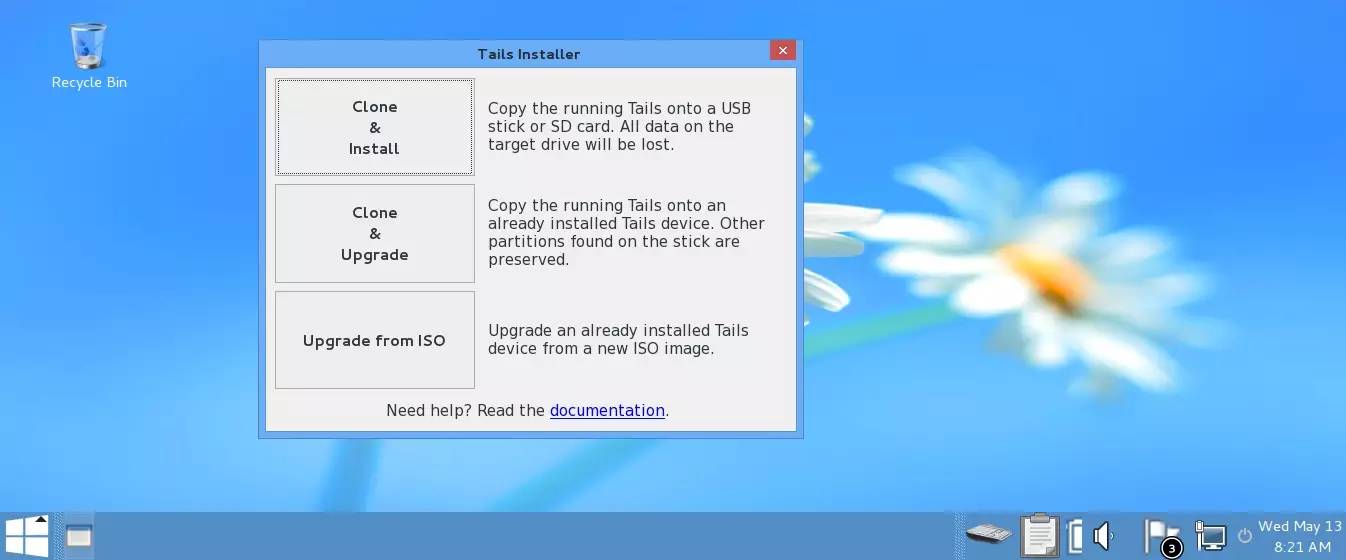 Recycle Bin
Tails Installer
Clone
&
Install
Copy the running Tails onto a USB
stick or SD card. All data on the
target drive will be lost.
Clone
&
Upgrade
Copy the running Tails onto an
already installed Tails device. Other
partitions found on the stick are
preserved.
Upgrade from ISO
Upgrade an already installed Tails
device from a new ISO image.
Need help? Read the documentation.
3
Wed May 13
8:21 AM